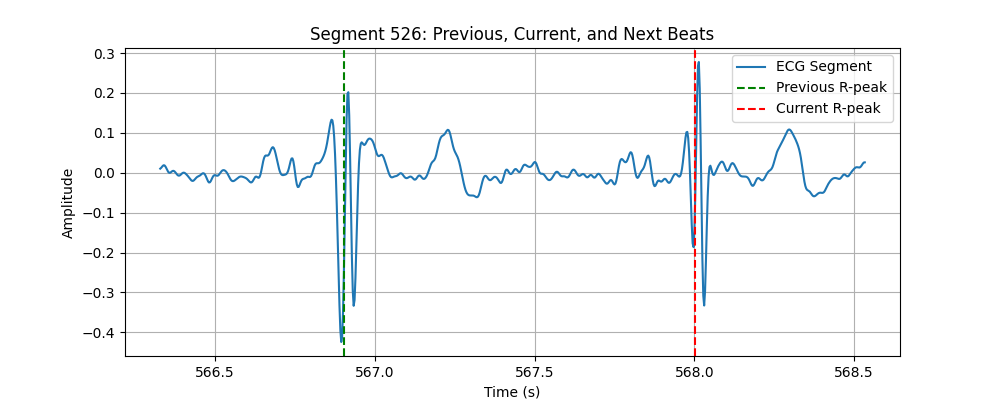 Segment 526: Previous, Current, and Next Beats
ECG Segment
Previous R-peak
Current R-peak
0.3
0.2
0.1
0.0
−0.1
−0.2
−0.3
−0.4
Amplitude
566.5
567.0
567.5
568.0
568.5
Time (s)